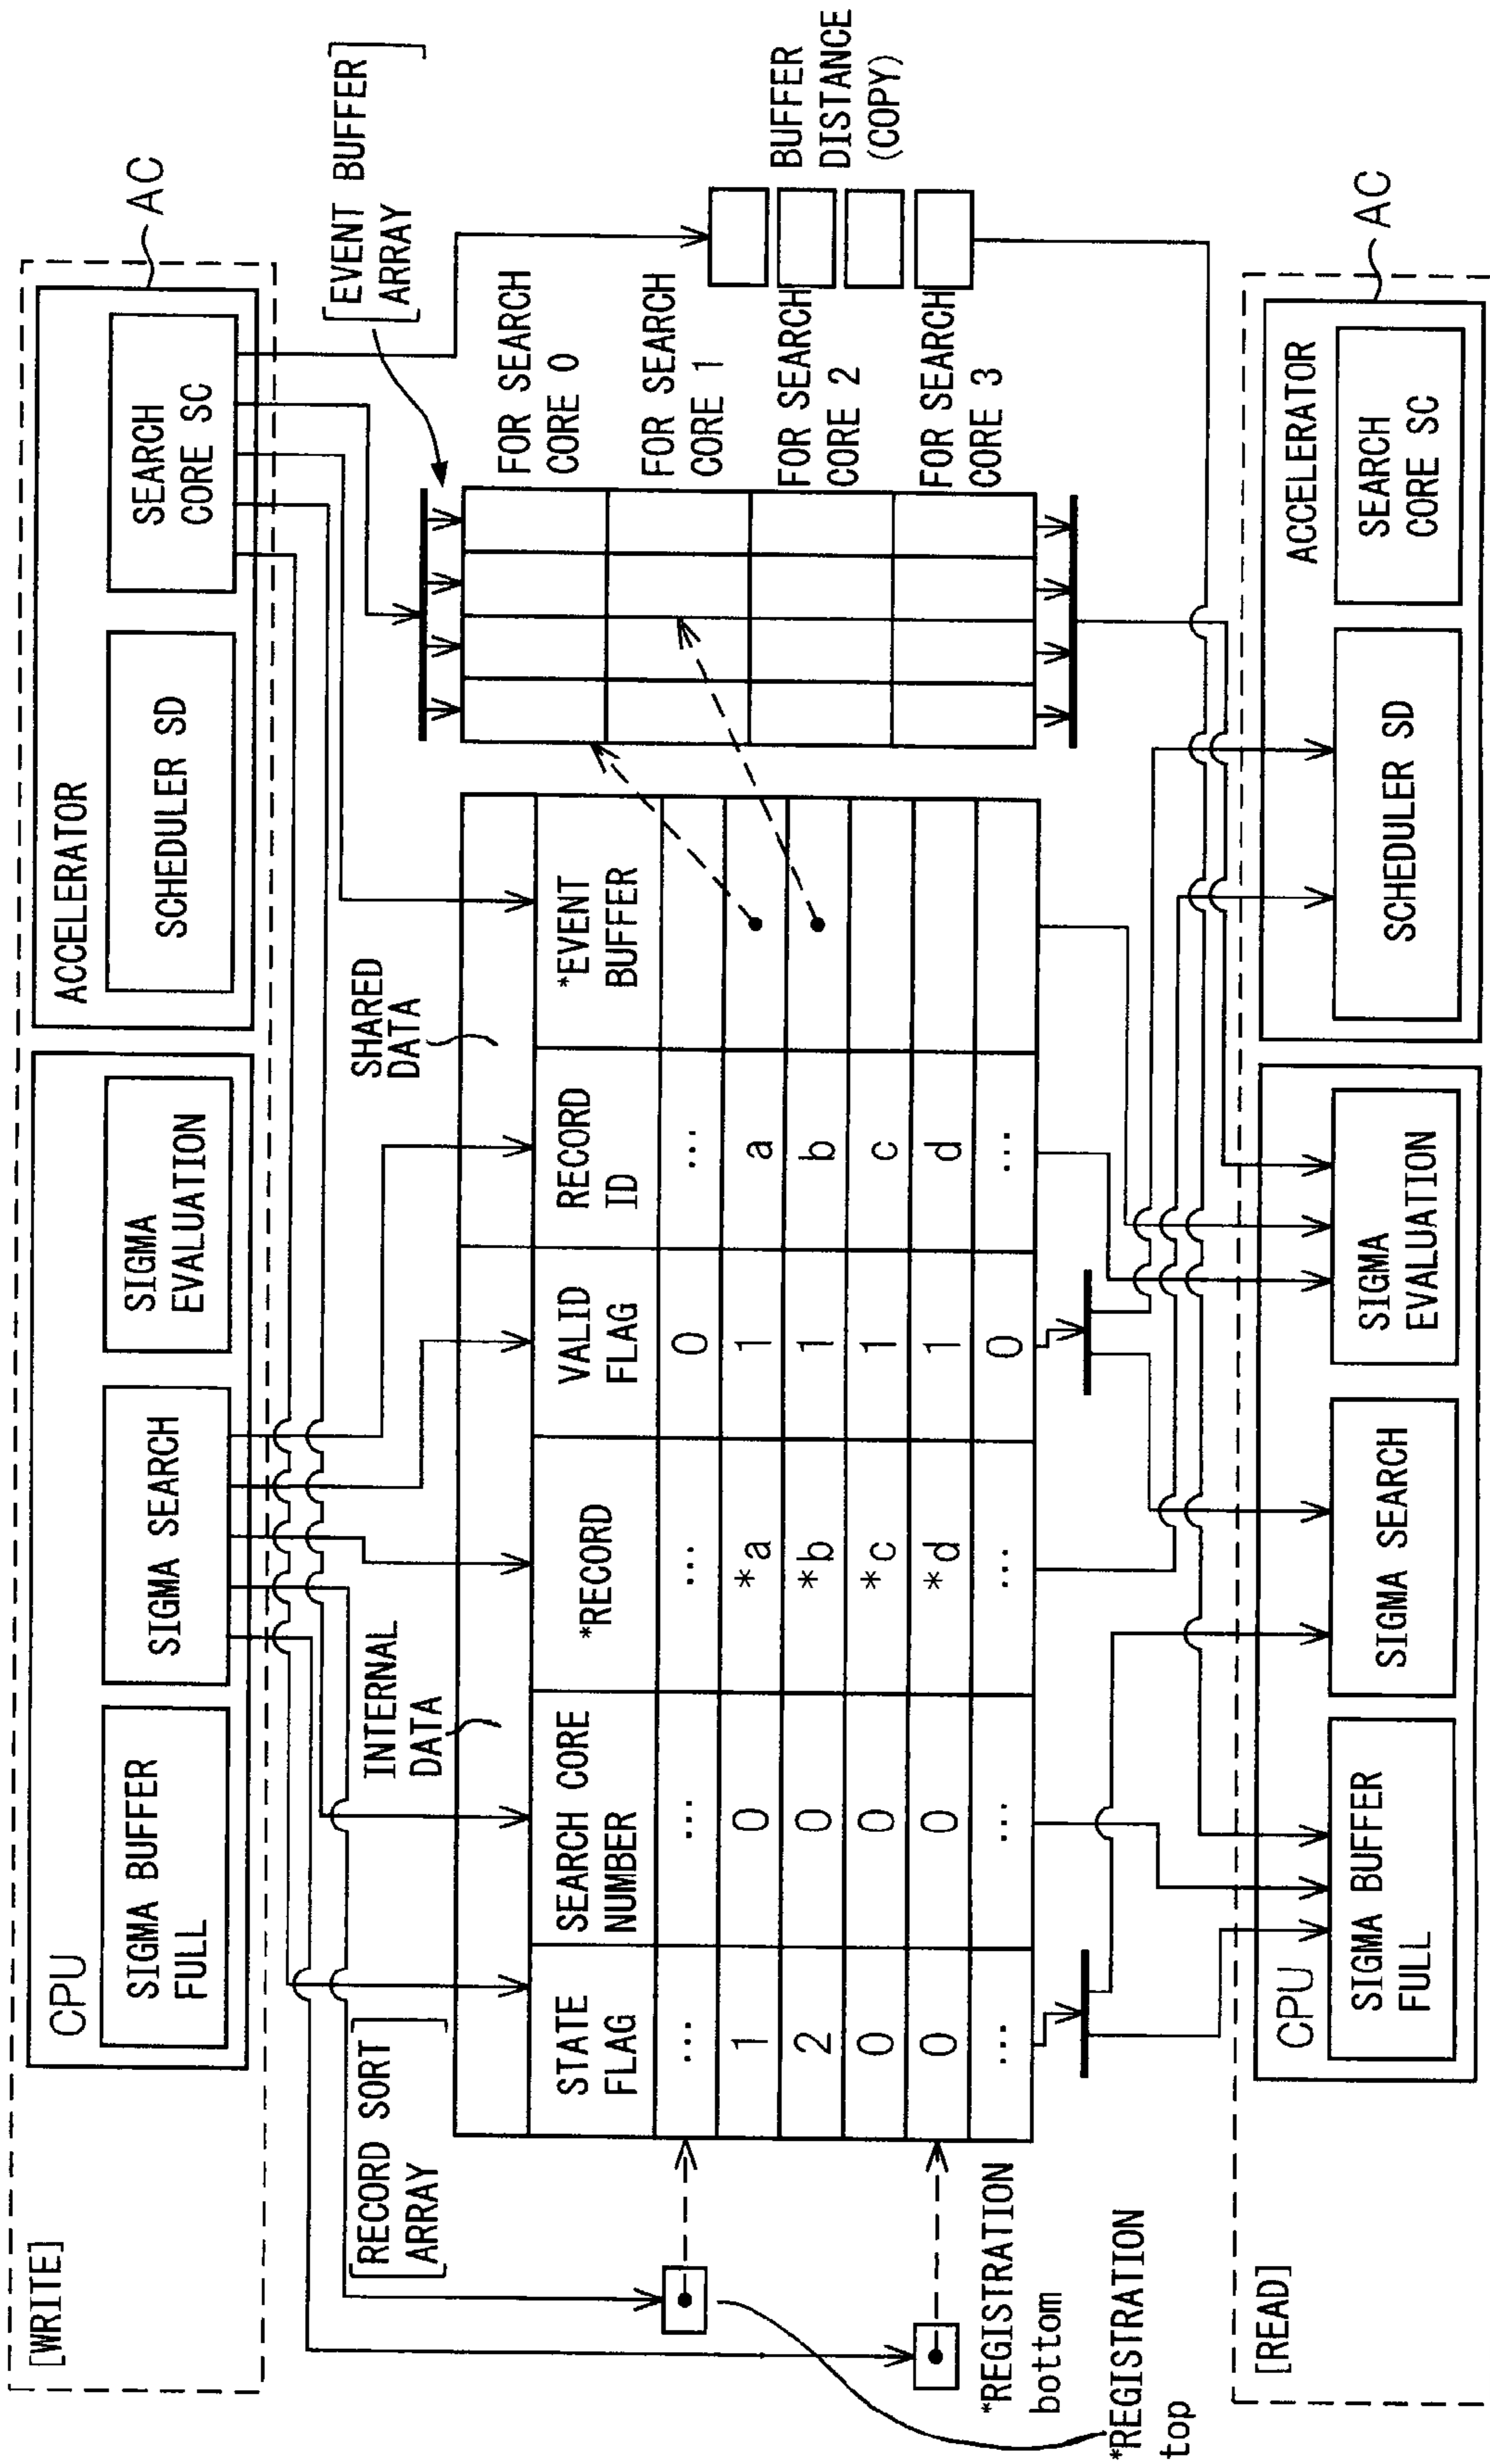 [WRITE]
CPU
SIGMA BUFFER
FULL
SIGMA SEARCH
SIGMA
EVALUATION
ACCELERATOR
SCHEDULER SD
SEARCH
CORE SC
AC
[RECORD SORT
ARRAY]
INTERNAL
DATA
SHARED
DATA
[EVENT BUFFER
ARRAY]
STATE
FLAG
SEARCH CORE
NUMBER
*RECORD
VALID
FLAG
RECORD
ID
*EVENT
BUFFER
... ... ... 0 ...
1 0 *a 1 a
2 0 *b 1 b
0 0 *c 1 c
0 0 *d 1 d
... ... ... 0 ...
FOR SEARCH
CORE 0
FOR SEARCH
CORE 1
FOR SEARCH
CORE 2
FOR SEARCH
CORE 3
BUFFER
DISTANCE
(COPY)
*REGISTRATION
bottom
*REGISTRATION
top
[READ]
CPU
SIGMA BUFFER
FULL
SIGMA SEARCH
SIGMA
EVALUATION
ACCELERATOR
SCHEDULER SD
SEARCH
CORE SC
AC